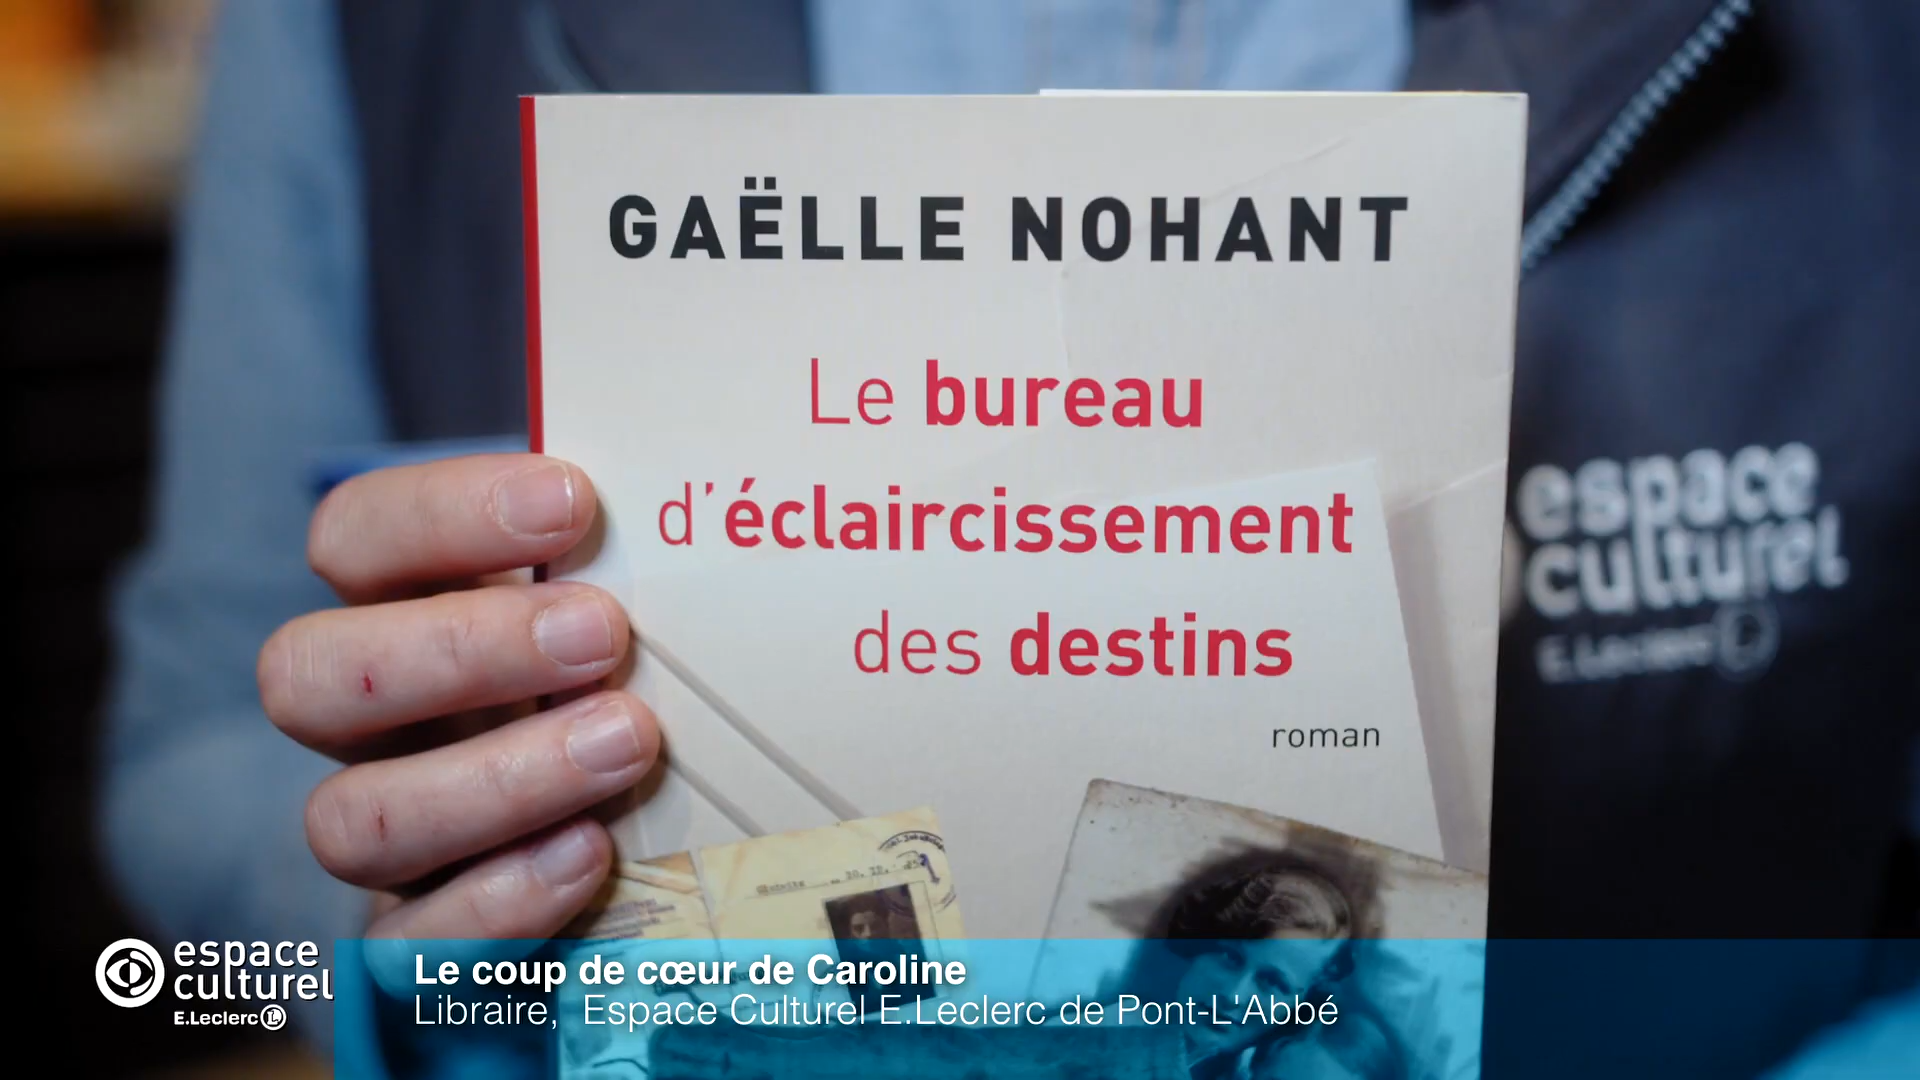 GAËLLE NOHANT
Le bureau
d'éclaircissement
des destins
roman
espace
culturel
E.Leclerc
espace
culturel
E.Leclerc L
Le coup de cœur de Caroline
Libraire, Espace Culturel E.Leclerc de Pont-L'Abbé